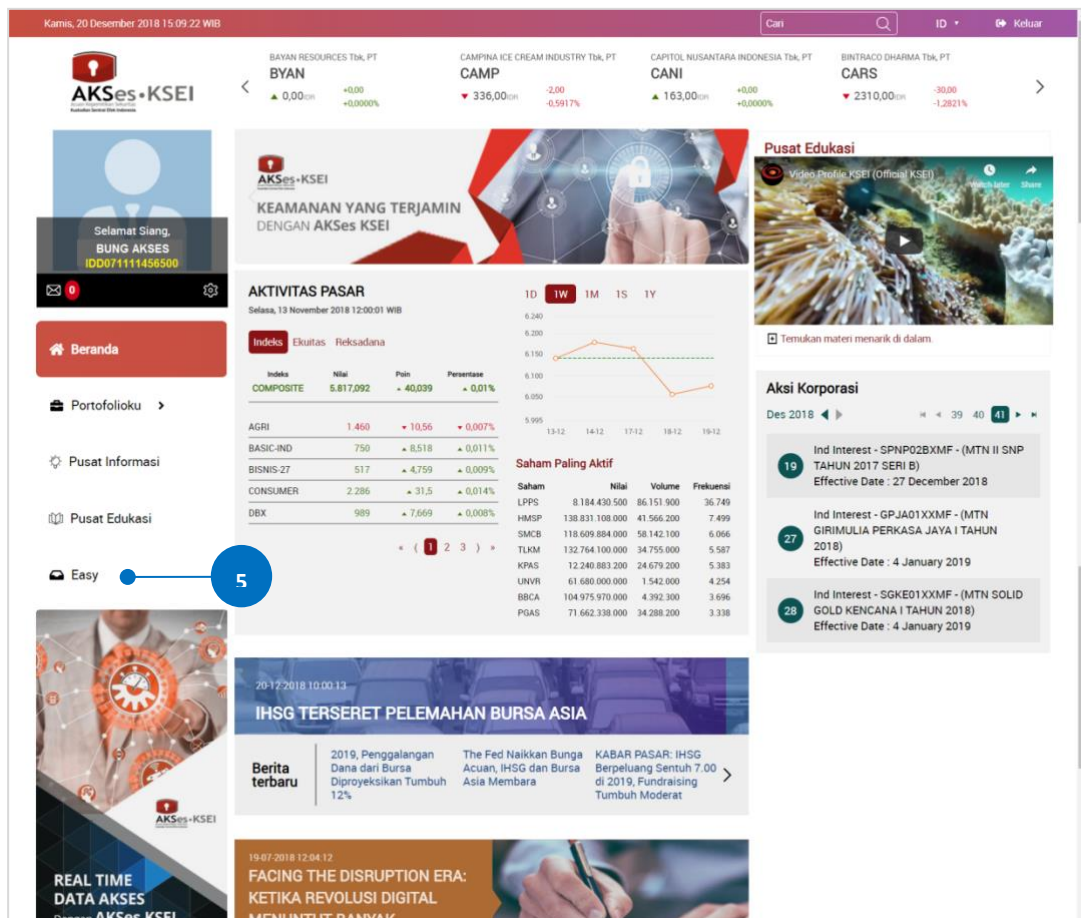 Kamis, 20 Desember 2018 15:09:22 WIB
Cari
ID
Keluar
AKSes•KSEI
BAYAN RESOURCES Tbk, PT
BYAN
0,00 IDR
+0,00
+0,0000%
CAMPINA ICE CREAM INDUSTRY Tbk, PT
CAMP
336,00 IDR
-2,00
-0,5917%
CAPITOL NUSANTARA INDONESIA Tbk, PT
CANI
163,00 IDR
+0,00
+0,0000%
BINTRACO DHARMA Tbk, PT
CARS
2310,00 IDR
-30,00
-1,2821%
Selamat Siang,
BUNG AKSES
IDD071111456500
0
Beranda
Portofolioku
Pusat Informasi
Pusat Edukasi
Easy
5
AKSes•KSEI
REAL TIME
DATA AKSES
Dengan AKSes KSEI
AKSes•KSEI
KEAMANAN YANG TERJAMIN
DENGAN AKSes KSEI
AKTIVITAS PASAR
Selasa, 13 November 2018 12:00:01 WIB
Indeks Ekuitas Reksadana
Indeks Nilai Poin Persentase
COMPOSITE 5.817,092 40,039 0,01%
AGRI 1.460 10,56 0,007%
BASIC-IND 750 8,518 0,011%
BISNIS-27 517 4,759 0,009%
CONSUMER 2.286 31,5 0,014%
DBX 989 7,669 0,008%
« ( 1 2 3 ) »
1D 1W 1M 1S 1Y
6.240
6.200
6.150
6.100
6.050
5.995
13-12 14-12 17-12 18-12 19-12
Saham Paling Aktif
Saham Nilai Volume Frekuensi
LPPS 8.184.430.500 86.151.900 36.749
HMSP 138.831.108.000 41.566.200 7.499
SMCB 118.609.884.000 58.142.100 6.066
TLKM 132.764.100.000 34.755.000 5.587
KPAS 12.240.883.200 24.679.200 5.383
UNVR 61.680.000.000 1.542.000 4.254
BBCA 104.975.970.000 4.392.300 3.696
PGAS 71.662.338.000 34.288.200 3.338
20-12-2018 10:00:13
IHSG TERSERET PELEMAHAN BURSA ASIA
Berita
terbaru
2019, Penggalangan
Dana dari Bursa
Diproyeksikan Tumbuh
12%
The Fed Naikkan Bunga
Acuan, IHSG dan Bursa
Asia Membara
KABAR PASAR: IHSG
Berpeluang Sentuh 7.00
di 2019, Fundraising
Tumbuh Moderat
19-07-2018 12:04:12
FACING THE DISRUPTION ERA:
KETIKA REVOLUSI DIGITAL
MENUNTUT BANYAK
Pusat Edukasi
Video Profile KSEI (Official KSEI)
Watch later
Share
Temukan materi menarik di dalam.
Aksi Korporasi
Des 2018
39 40 41
19
Ind Interest - SPNP02BXMF - (MTN II SNP
TAHUN 2017 SERI B)
Effective Date : 27 December 2018
27
Ind Interest - GPJA01XXMF - (MTN
GIRIMULIA PERKASA JAYA I TAHUN
2018)
Effective Date : 4 January 2019
28
Ind Interest - SGKE01XXMF - (MTN SOLID
GOLD KENCANA I TAHUN 2018)
Effective Date : 4 January 2019